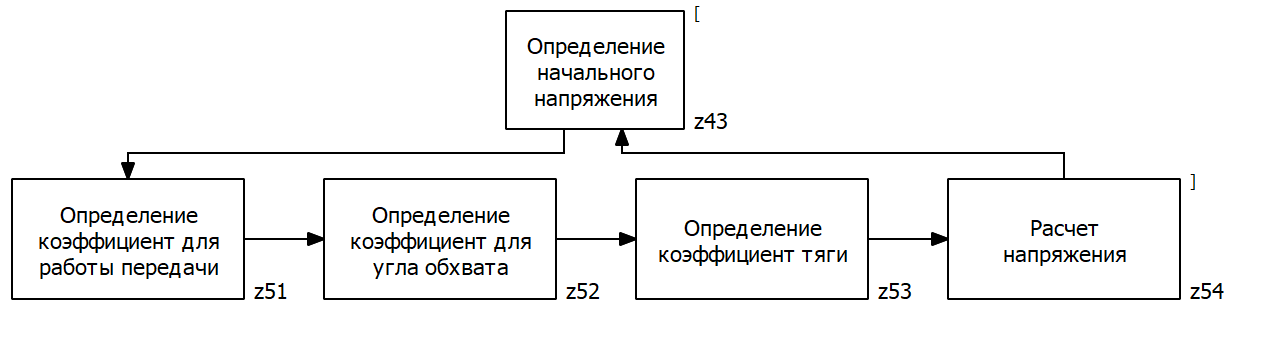 [
Определение
начального
напряжения
z43
]
Определение
коэффициент для
работы передачи
z51
Определение
коэффициент для
угла обхвата
z52
Определение
коэффициент тяги
z53
Расчет
напряжения
z54